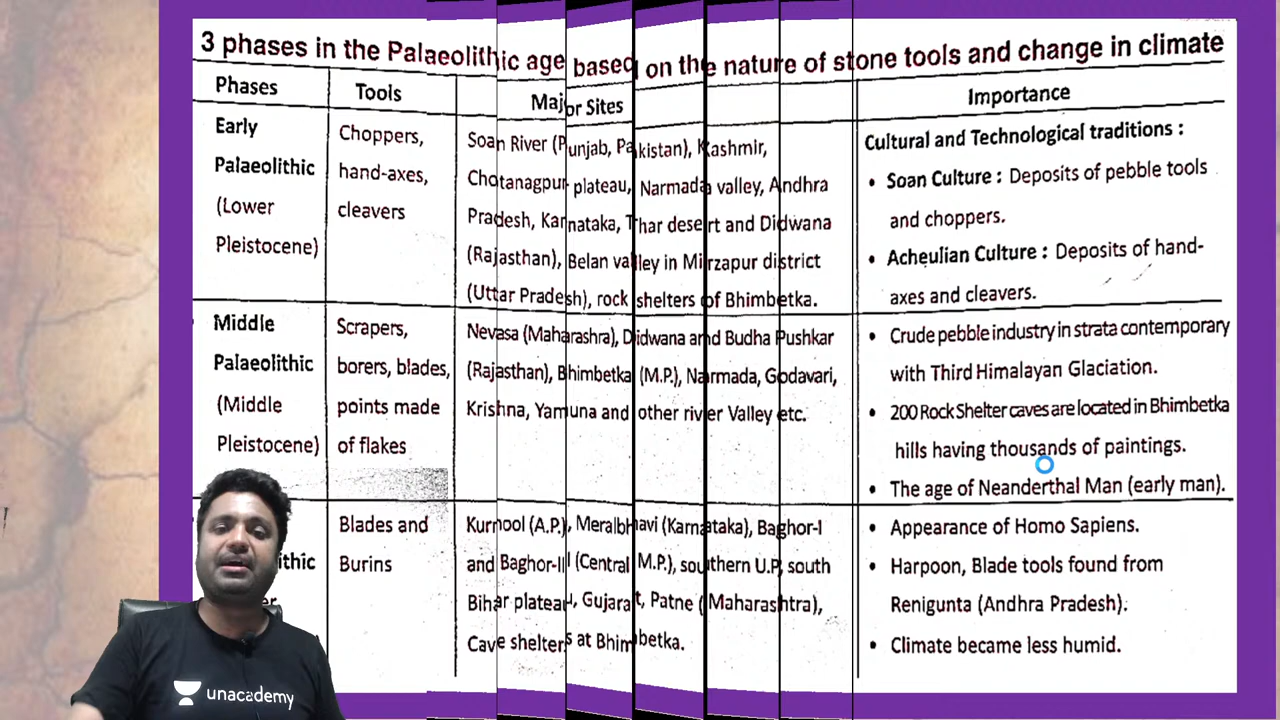 3 phases in the Palaeolithic age based on the nature of stone tools and change in climate
Phases
Tools
Major Sites
Importance
Early
Palaeolithic
(Lower
Pleistocene)
Choppers,
hand-axes,
cleavers
Soan River (Punjab, Pakistan), Kashmir,
Chotanagpur plateau, Narmada valley, Andhra
Pradesh, Karnataka, Thar desert and Didwana
(Rajasthan), Belan valley in Mirzapur district
(Uttar Pradesh), rock shelters of Bhimbetka.
Cultural and Technological traditions :
• Soan Culture : Deposits of pebble tools
and choppers.
• Acheulian Culture : Deposits of hand-
axes and cleavers.
Middle
Palaeolithic
(Middle
Pleistocene)
Scrapers,
borers, blades,
points made
of flakes
Nevasa (Maharashra), Didwana and Budha Pushkar
(Rajasthan), Bhimbetka (M.P.), Narmada, Godavari,
Krishna, Yamuna and other river Valley etc.
• Crude pebble industry in strata contemporary
with Third Himalayan Glaciation.
• 200 Rock Shelter caves are located in Bhimbetka
hills having thousands of paintings.
• The age of Neanderthal Man (early man).
Blades and
Burins
Kurnool (A.P.), Meralbhavi (Karnataka), Baghor-I
and Baghor-II (Central M.P.), southern U.P, south
Bihar plateau, Gujarat, Patne (Maharashtra),
Cave shelters at Bhimbetka.
• Appearance of Homo Sapiens.
• Harpoon, Blade tools found from
Renigunta (Andhra Pradesh).
• Climate became less humid.
unacademy